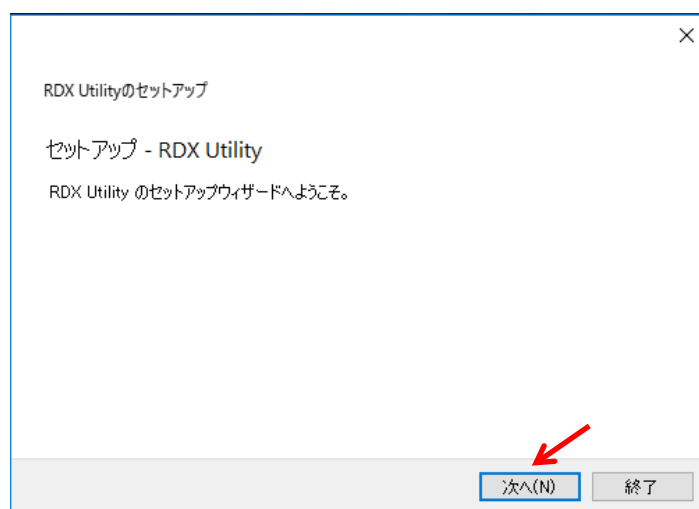 RDX Utilityのセットアップ
セットアップ - RDX Utility
RDX Utility のセットアップウィザードへようこそ。
次へ(N)
終了